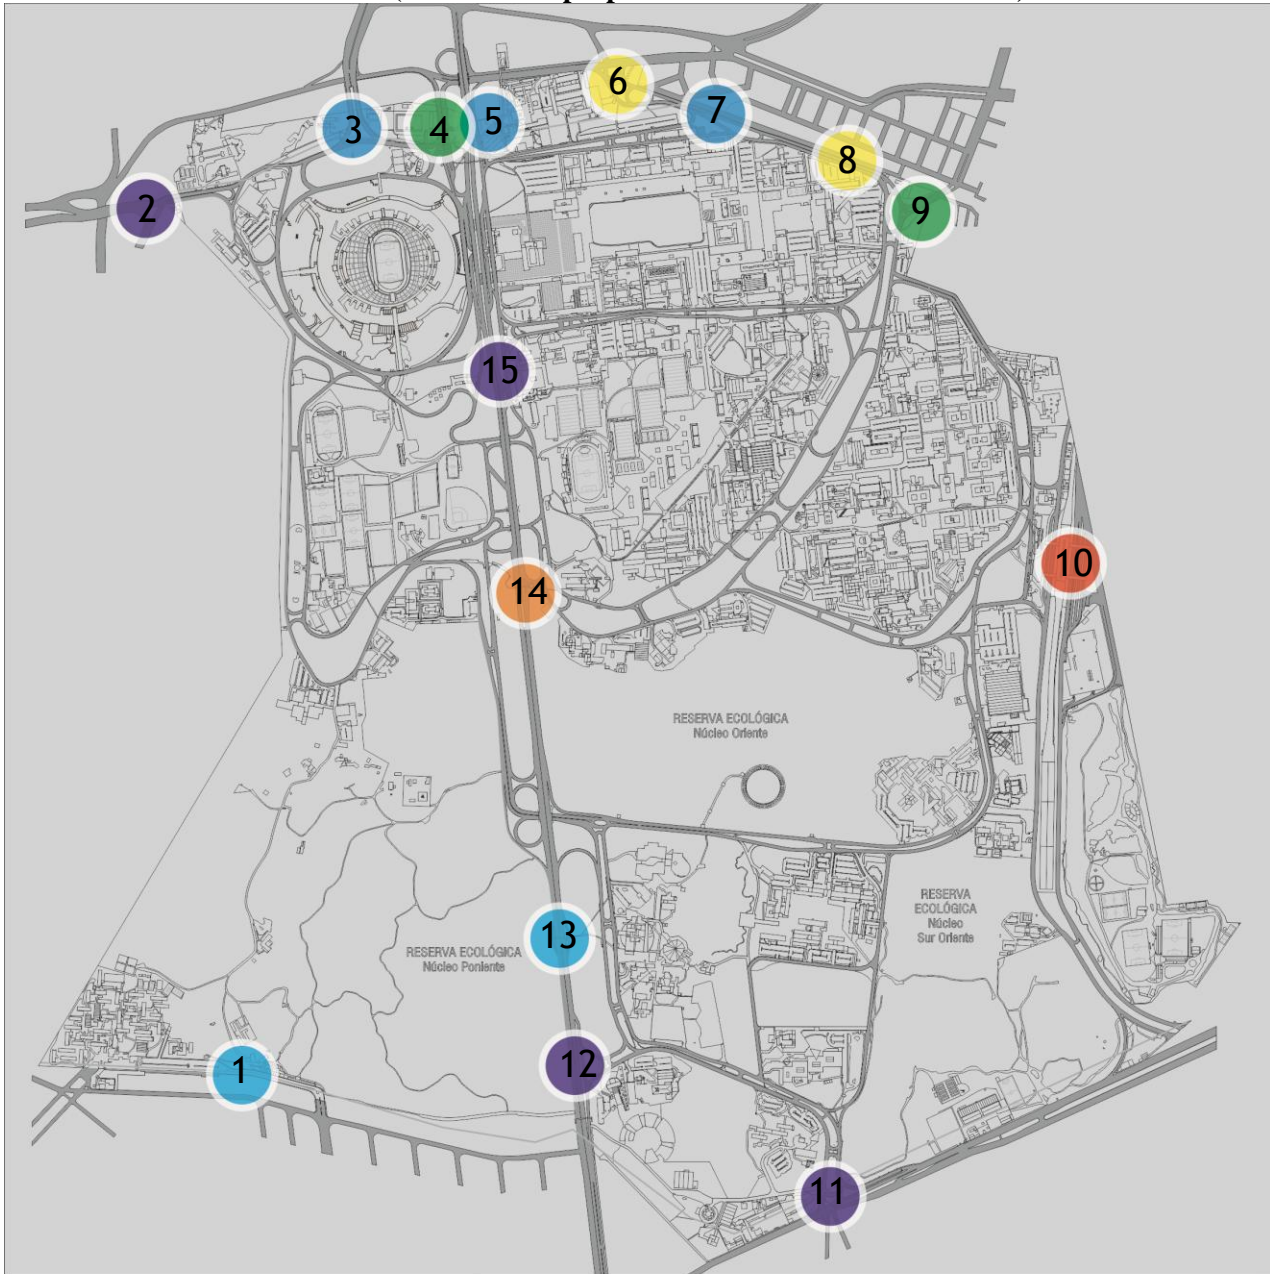 6
7
3
4
5
8
2
9
15
10
14
RESERVA ECOLÓGICA
Núcleo Oriente
RESERVA
ECOLÓGICA
Núcleo
Sur Oriente
13
RESERVA ECOLÓGICA
Núcleo Poniente
12
1
11